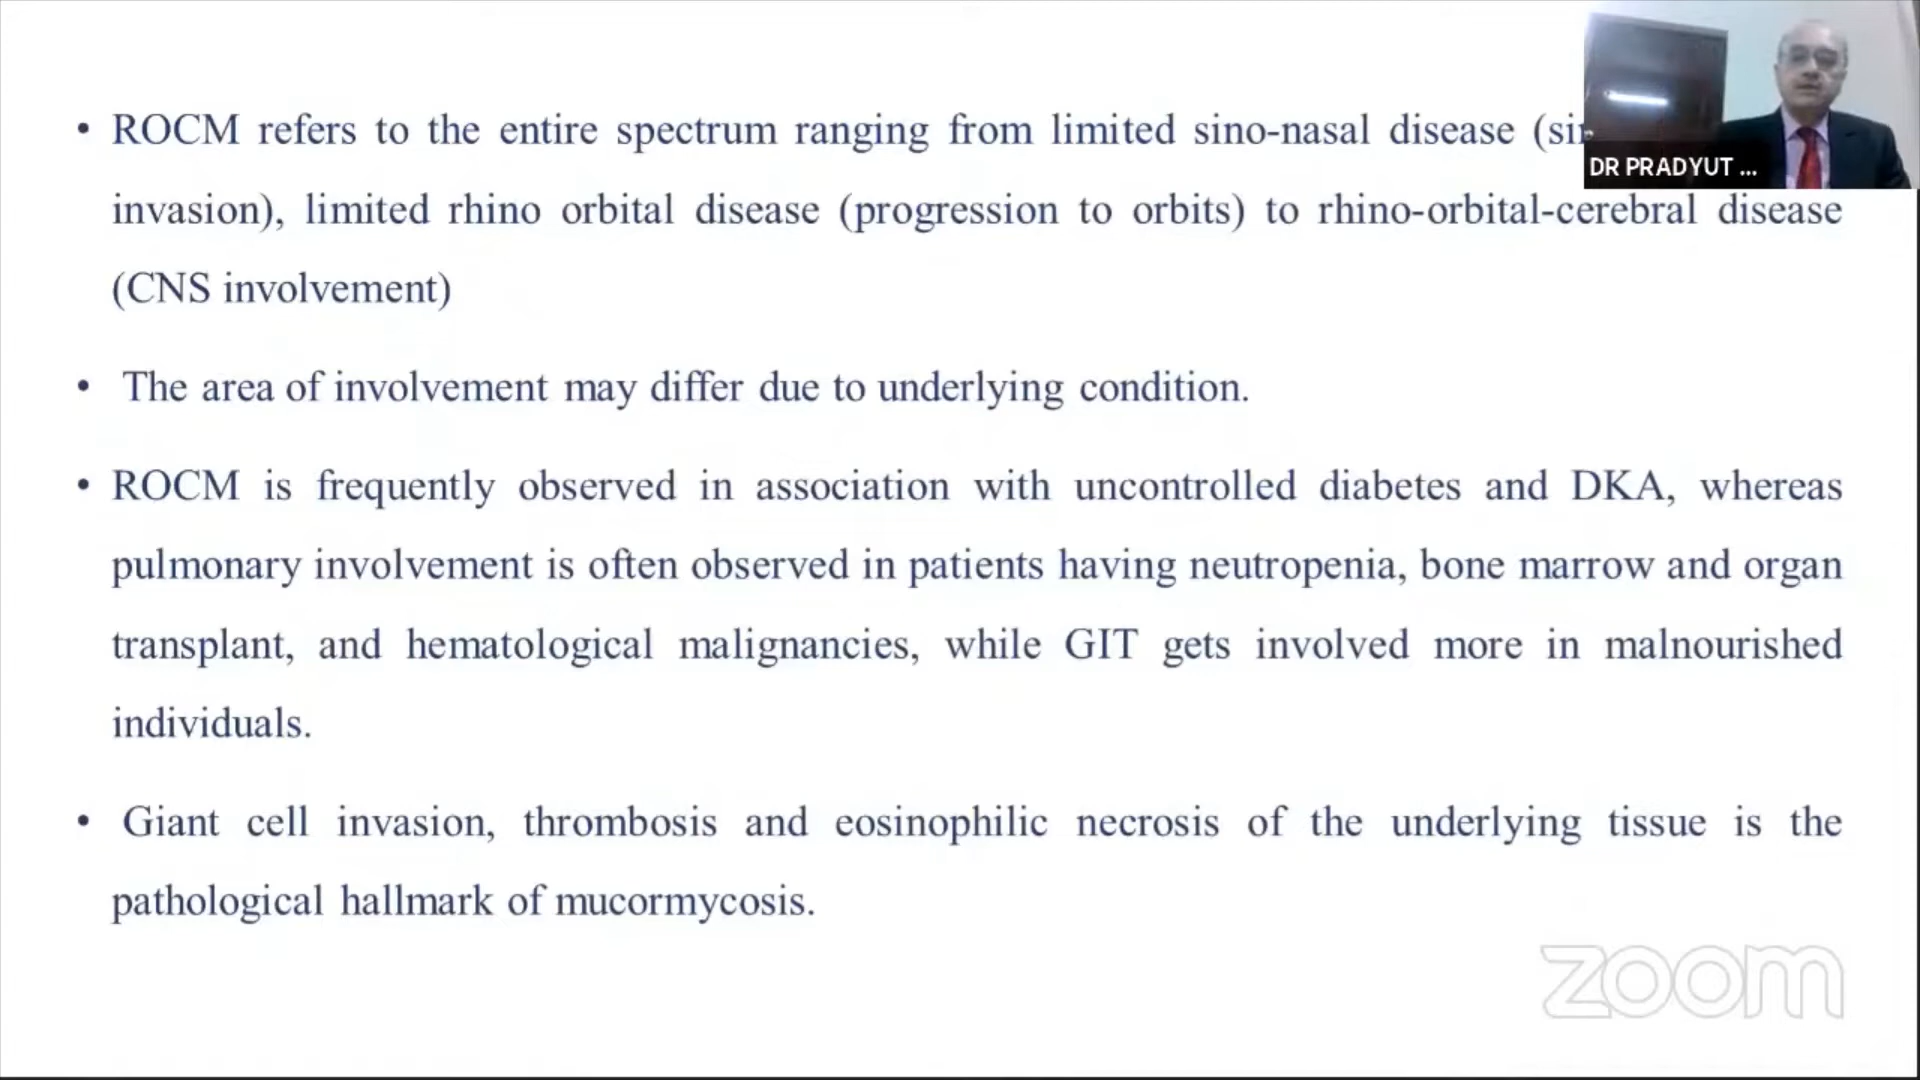 • ROCM refers to the entire spectrum ranging from limited sino-nasal disease
DR PRADYUT ...
invasion), limited rhino orbital disease (progression to orbits) to rhino-orbital-cerebral disease
(CNS involvement)
• The area of involvement may differ due to underlying condition.
• ROCM is frequently observed in association with uncontrolled diabetes and DKA, whereas
pulmonary involvement is often observed in patients having neutropenia, bone marrow and organ
transplant, and hematological malignancies, while GIT gets involved more in malnourished
individuals.
• Giant cell invasion, thrombosis and eosinophilic necrosis of the underlying tissue is the
pathological hallmark of mucormycosis.
zoom